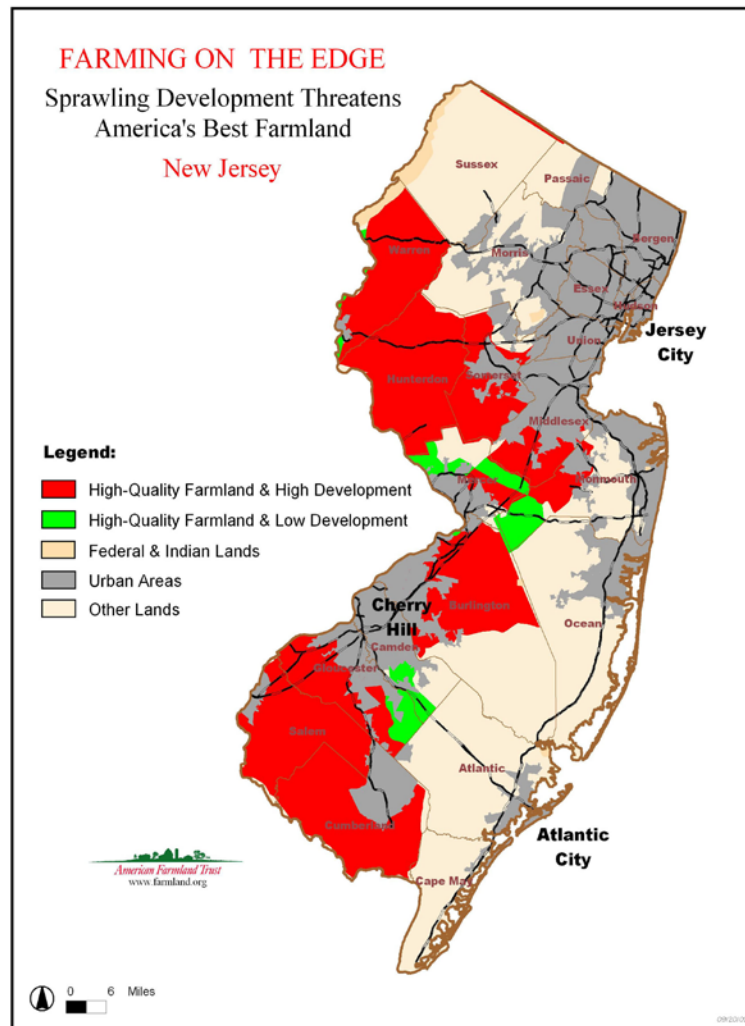 FARMING ON THE EDGE
Sprawling Development Threatens
America's Best Farmland
New Jersey
Sussex
Passaic
Bergen
Warren
Morris
Essex
Hudson
Jersey
City
Union
Hunterdon
Somerset
Middlesex
Legend:
High-Quality Farmland & High Development
High-Quality Farmland & Low Development
Federal & Indian Lands
Urban Areas
Other Lands
Mercer
Monmouth
Cherry
Hill
Burlington
Ocean
Camden
Gloucester
Salem
Atlantic
Cumberland
Atlantic
City
Cape May
American Farmland Trust
www.farmland.org
0 6 Miles